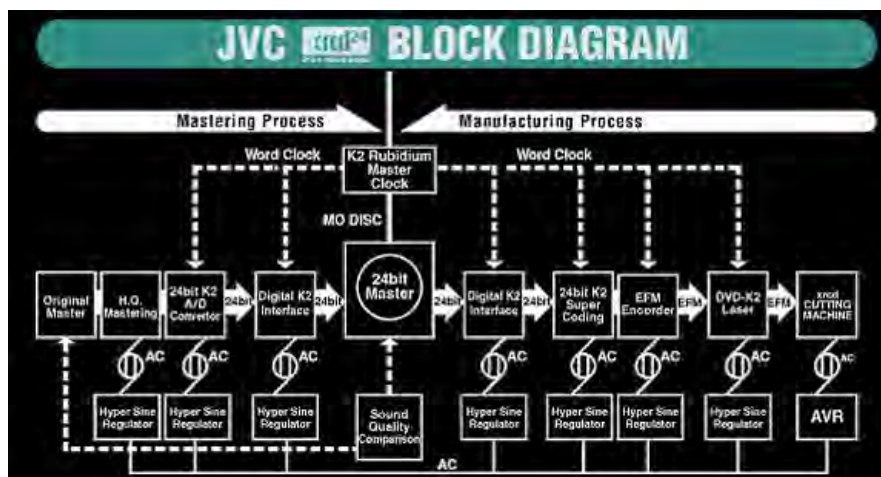 JVC xrcd24 BLOCK DIAGRAM
Mastering Process
Manufacturing Process
Word Clock
K2 Rubidium
Master
Clock
Word Clock
MO DISC
Original
Master
H.Q.
Mastering
24bit K2
A/D
Convertor
24bit
Digital K2
Interface
24bit
24bit
Master
24bit
Digital K2
Interface
24bit
24bit K2
Super
Coding
EFM
Encorder
EFM
DVD-K2
Laser
EFM
xrcd
CUTTING
MACHINE
AC
AC
AC
AC
AC
AC
AC
AC
Hyper Sine
Regulator
Hyper Sine
Regulator
Hyper Sine
Regulator
Sound
Quality
Comparison
Hyper Sine
Regulator
Hyper Sine
Regulator
Hyper Sine
Regulator
Hyper Sine
Regulator
AVR
AC